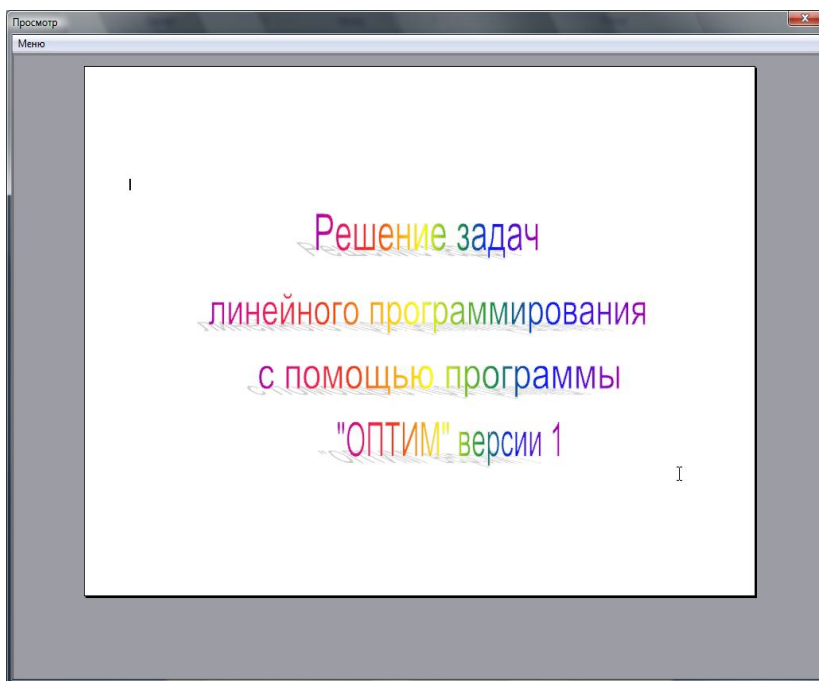 Просмотр
Меню
Решение задач
линейного программирования
с помощью программы
"ОПТИМ" версии 1